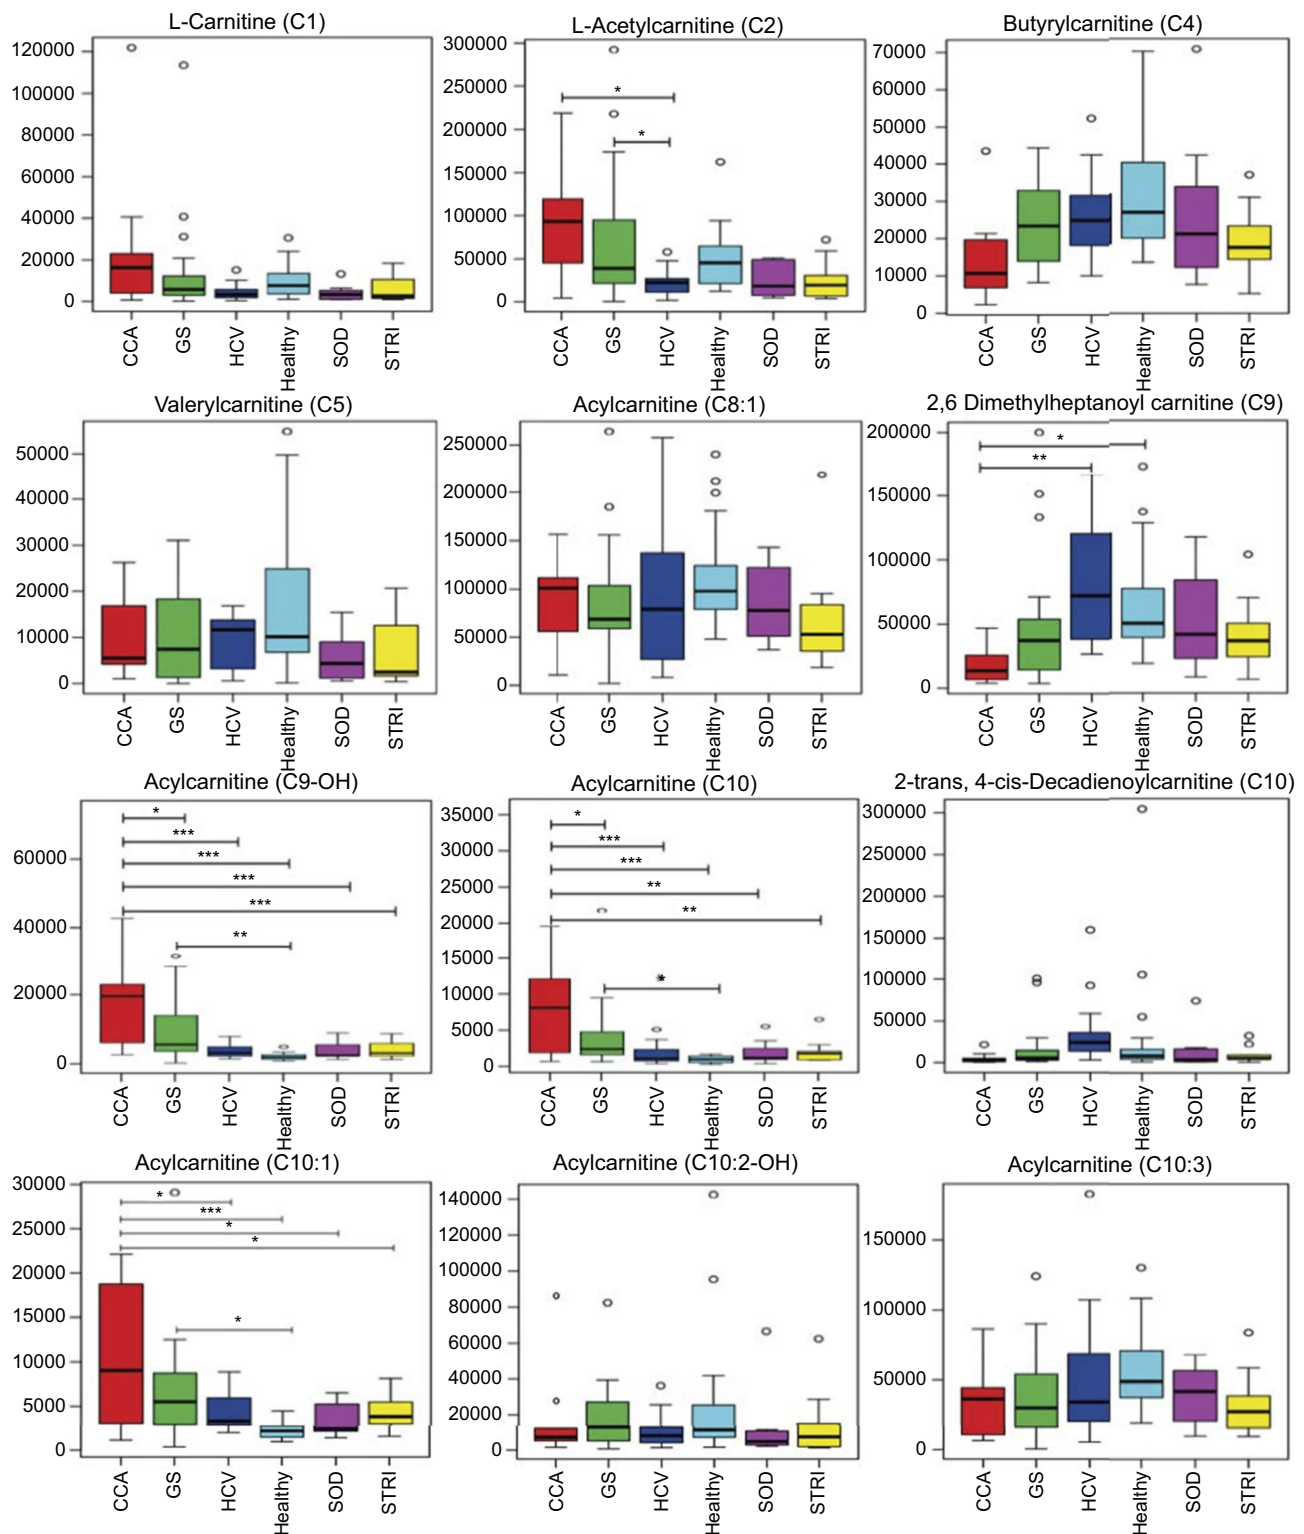 L-Carnitine (C1)
120000
100000
80000
60000
40000
20000
0
CCA
GS
HCV
Healthy
SOD
STRI
L-Acetylcarnitine (C2)
300000
250000
200000
150000
100000
50000
0
*
*
CCA
GS
HCV
Healthy
SOD
STRI
Butyrylcarnitine (C4)
70000
60000
50000
40000
30000
20000
10000
0
CCA
GS
HCV
Healthy
SOD
STRI
Valerylcarnitine (C5)
50000
40000
30000
20000
10000
0
CCA
GS
HCV
Healthy
SOD
STRI
Acylcarnitine (C8:1)
250000
200000
150000
100000
50000
0
CCA
GS
HCV
Healthy
SOD
STRI
2,6 Dimethylheptanoyl carnitine (C9)
200000
150000
100000
50000
0
*
**
CCA
GS
HCV
Healthy
SOD
STRI
Acylcarnitine (C9-OH)
60000
40000
20000
0
*
***
***
***
***
**
CCA
GS
HCV
Healthy
SOD
STRI
Acylcarnitine (C10)
35000
30000
25000
20000
15000
10000
5000
0
*
***
***
**
**
*
CCA
GS
HCV
Healthy
SOD
STRI
2-trans, 4-cis-Decadienoylcarnitine (C10)
300000
250000
200000
150000
100000
50000
0
CCA
GS
HCV
Healthy
SOD
STRI
Acylcarnitine (C10:1)
30000
25000
20000
15000
10000
5000
0
*
***
*
*
*
CCA
GS
HCV
Healthy
SOD
STRI
Acylcarnitine (C10:2-OH)
140000
120000
100000
80000
60000
40000
20000
0
CCA
GS
HCV
Healthy
SOD
STRI
Acylcarnitine (C10:3)
150000
100000
50000
0
CCA
GS
HCV
Healthy
SOD
STRI